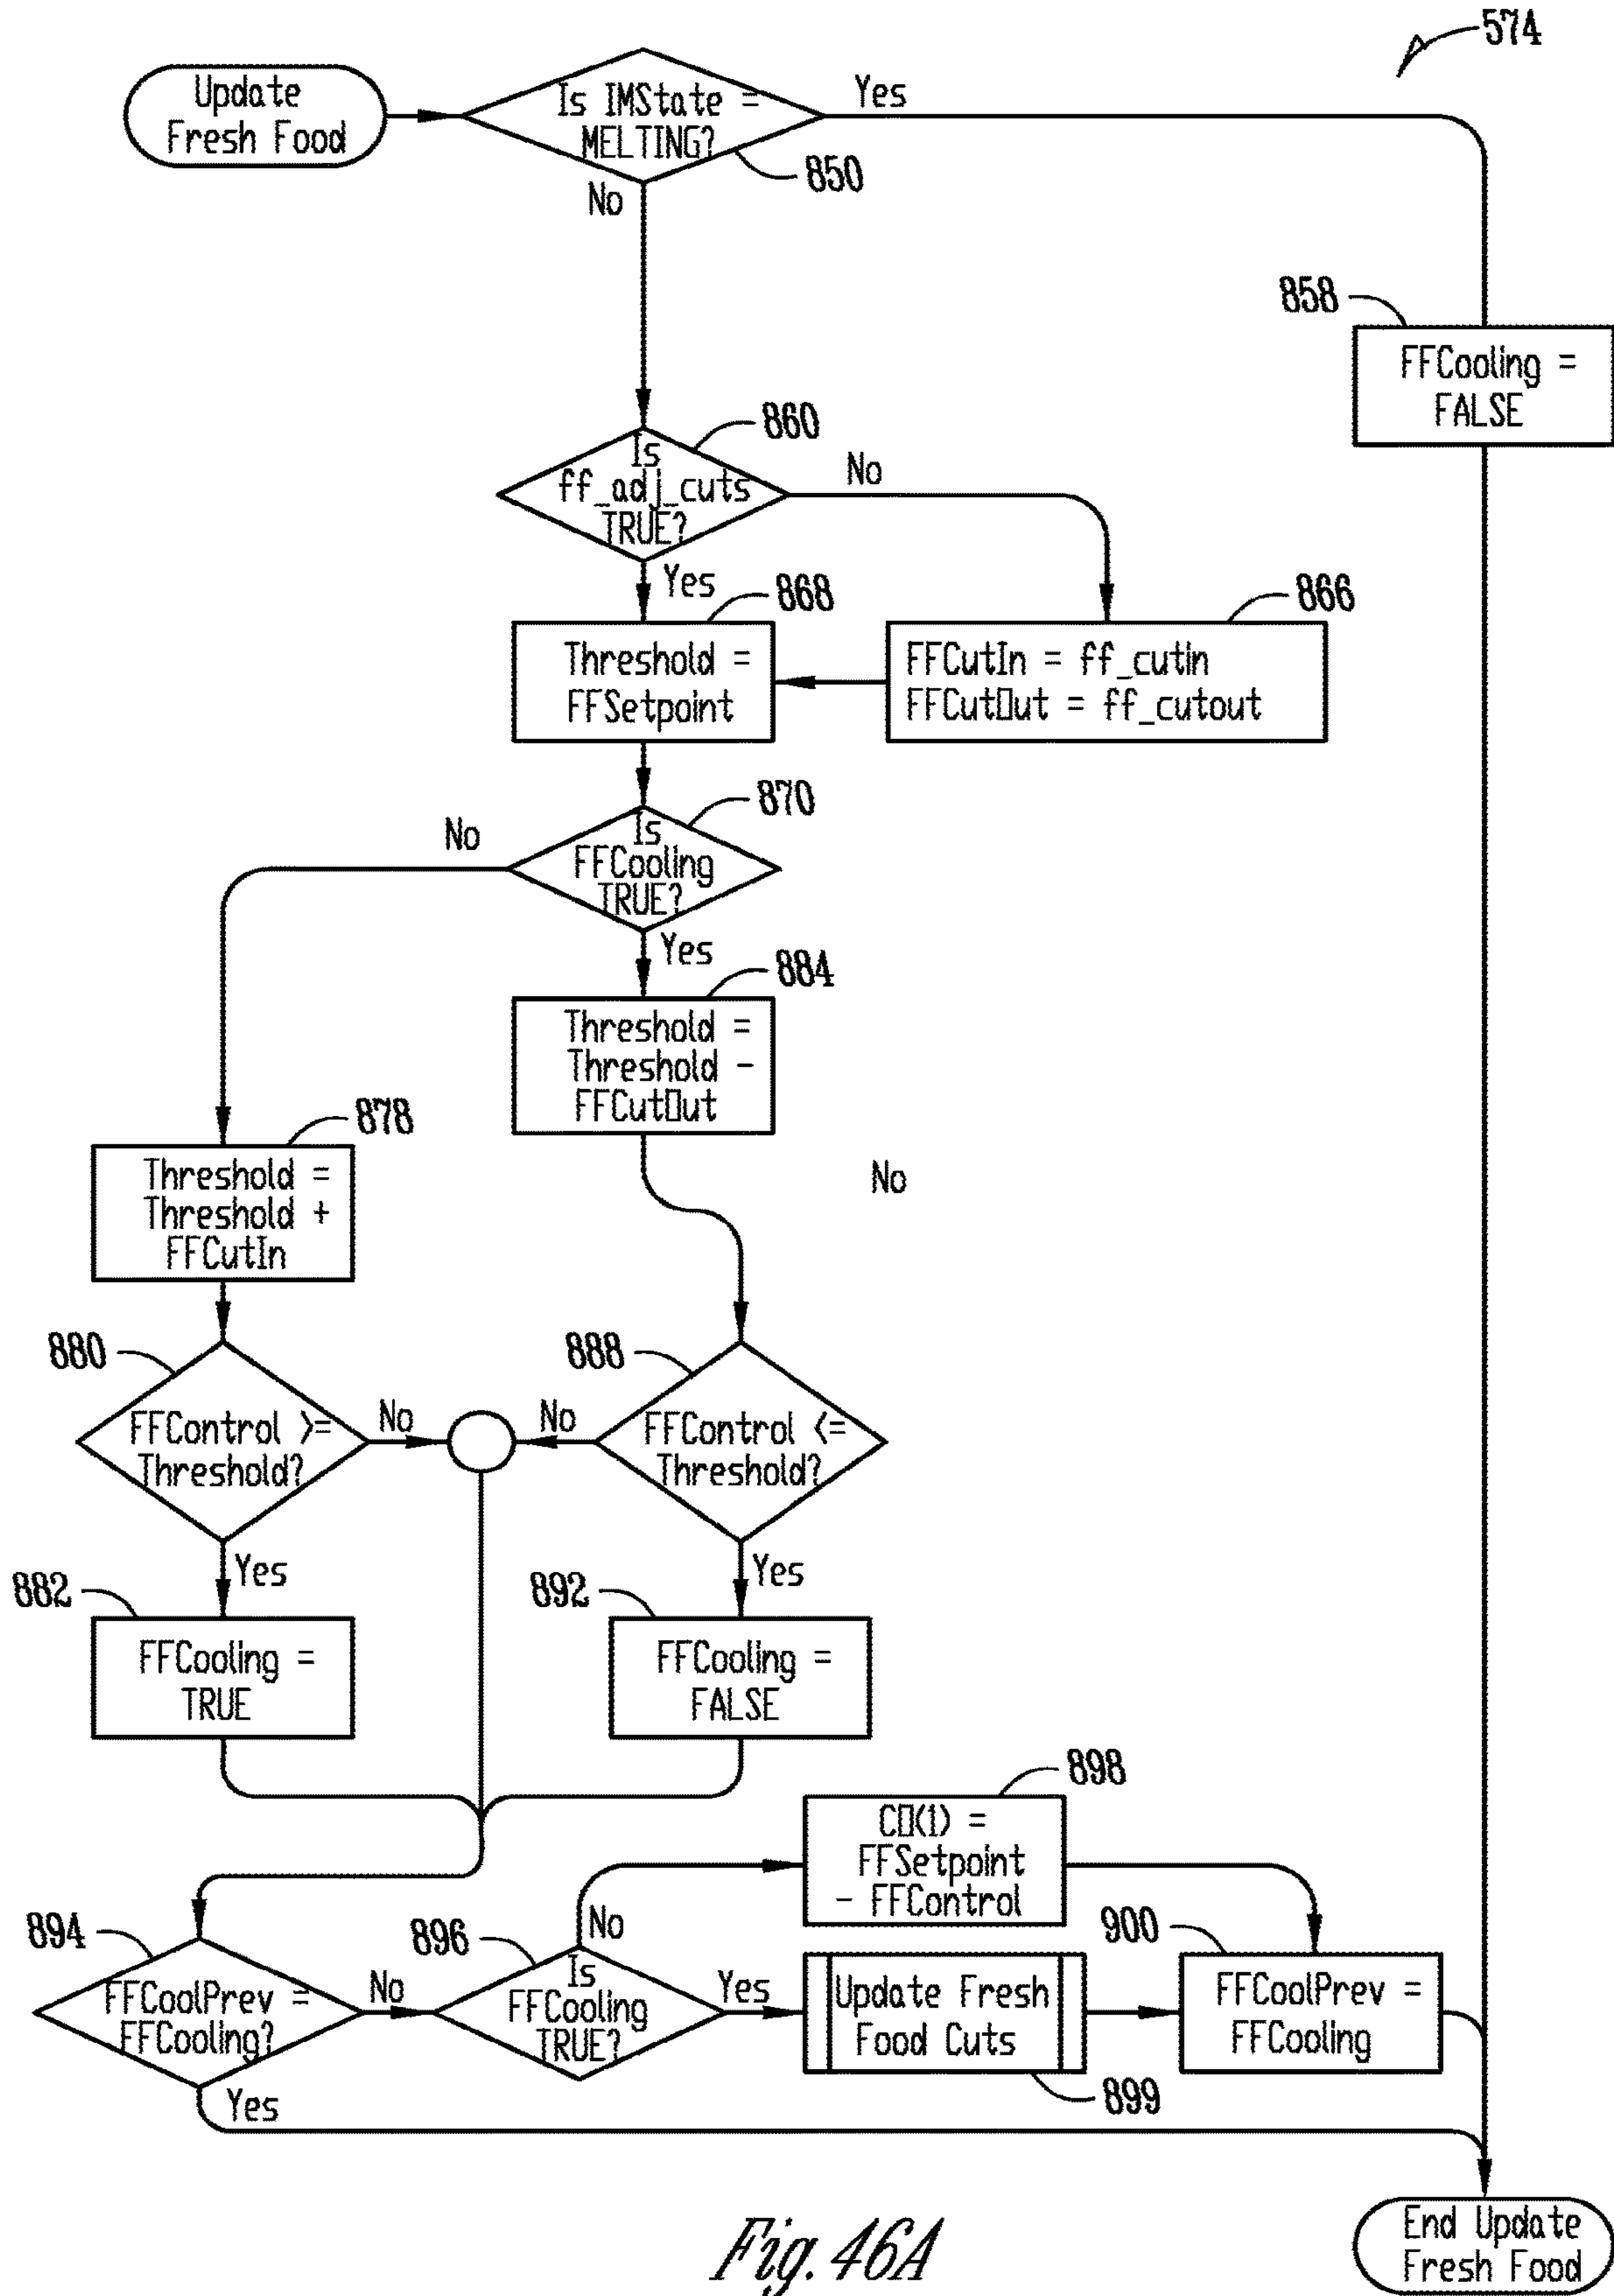 574
Update
Fresh Food
Is IMState =
MELTING?
Yes
850
No
858
FFCooling =
FALSE
860
Is
ff_adj_cuts
TRUE?
No
Yes
868
866
Threshold =
FFSetpoint
FFCutIn = ff_cutin
FFCutOut = ff_cutout
870
No
Is
FFCooling
TRUE?
Yes
884
Threshold =
Threshold -
FFCutOut
878
No
Threshold =
Threshold +
FFCutIn
880
888
FFControl >=
Threshold?
No
No
FFControl <=
Threshold?
Yes
Yes
882
892
FFCooling =
TRUE
FFCooling =
FALSE
898
CO(1) =
FFSetpoint
- FFControl
894
896
No
900
FFCoolPrev =
FFCooling?
No
Is
FFCooling
TRUE?
Yes
Update Fresh
Food Cuts
FFCoolPrev =
FFCooling
899
Yes
End Update
Fresh Food
Fig. 46A